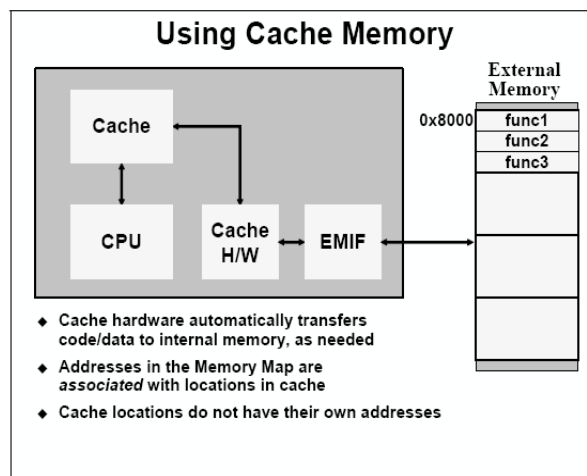 Using Cache Memory
External
Memory
0x8000
func1
func2
func3
Cache
CPU
Cache
H/W
EMIF
◆ Cache hardware automatically transfers
code/data to internal memory, as needed
◆ Addresses in the Memory Map are
associated with locations in cache
◆ Cache locations do not have their own addresses